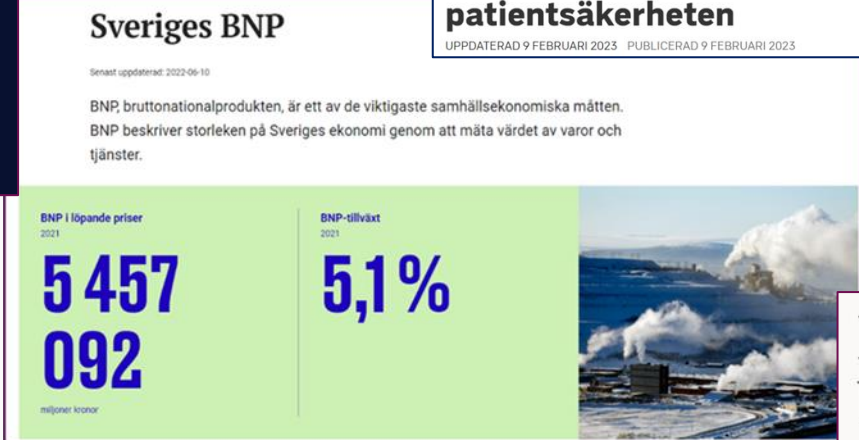 Sveriges BNP
patientsäkerheten
UPPDATERAD 9 FEBRUARI 2023 PUBLICERAD 9 FEBRUARI 2023
Senast uppdaterad: 2022-06-10
BNP, bruttonationalprodukten, är ett av de viktigaste samhällsekonomiska måtten.
BNP beskriver storleken på Sveriges ekonomi genom att mäta värdet av varor och
tjänster.
BNP i löpande priser
2021
5 457
092
miljoner kronor
BNP-tillväxt
2021
5,1 %